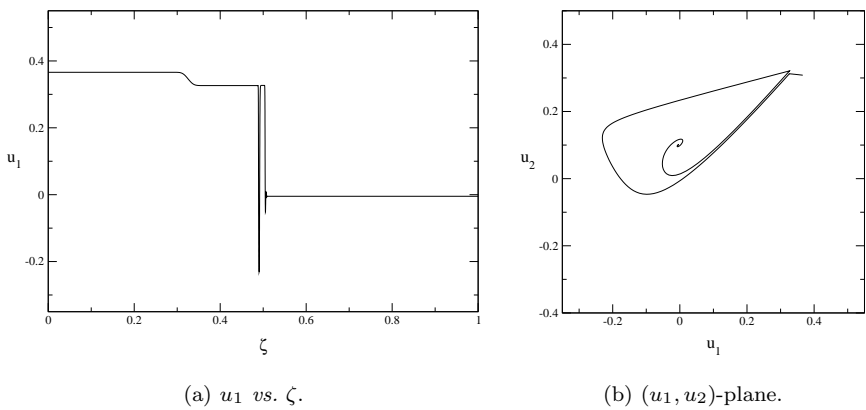 0.4
0.2
0
-0.2
u₁
0 0.2 0.4 0.6 0.8 1
ζ
(a) u₁ vs. ζ.
0.4
0.2
0
-0.2
-0.4
u₂
-0.2 0 0.2 0.4
u₁
(b) (u₁, u₂)-plane.